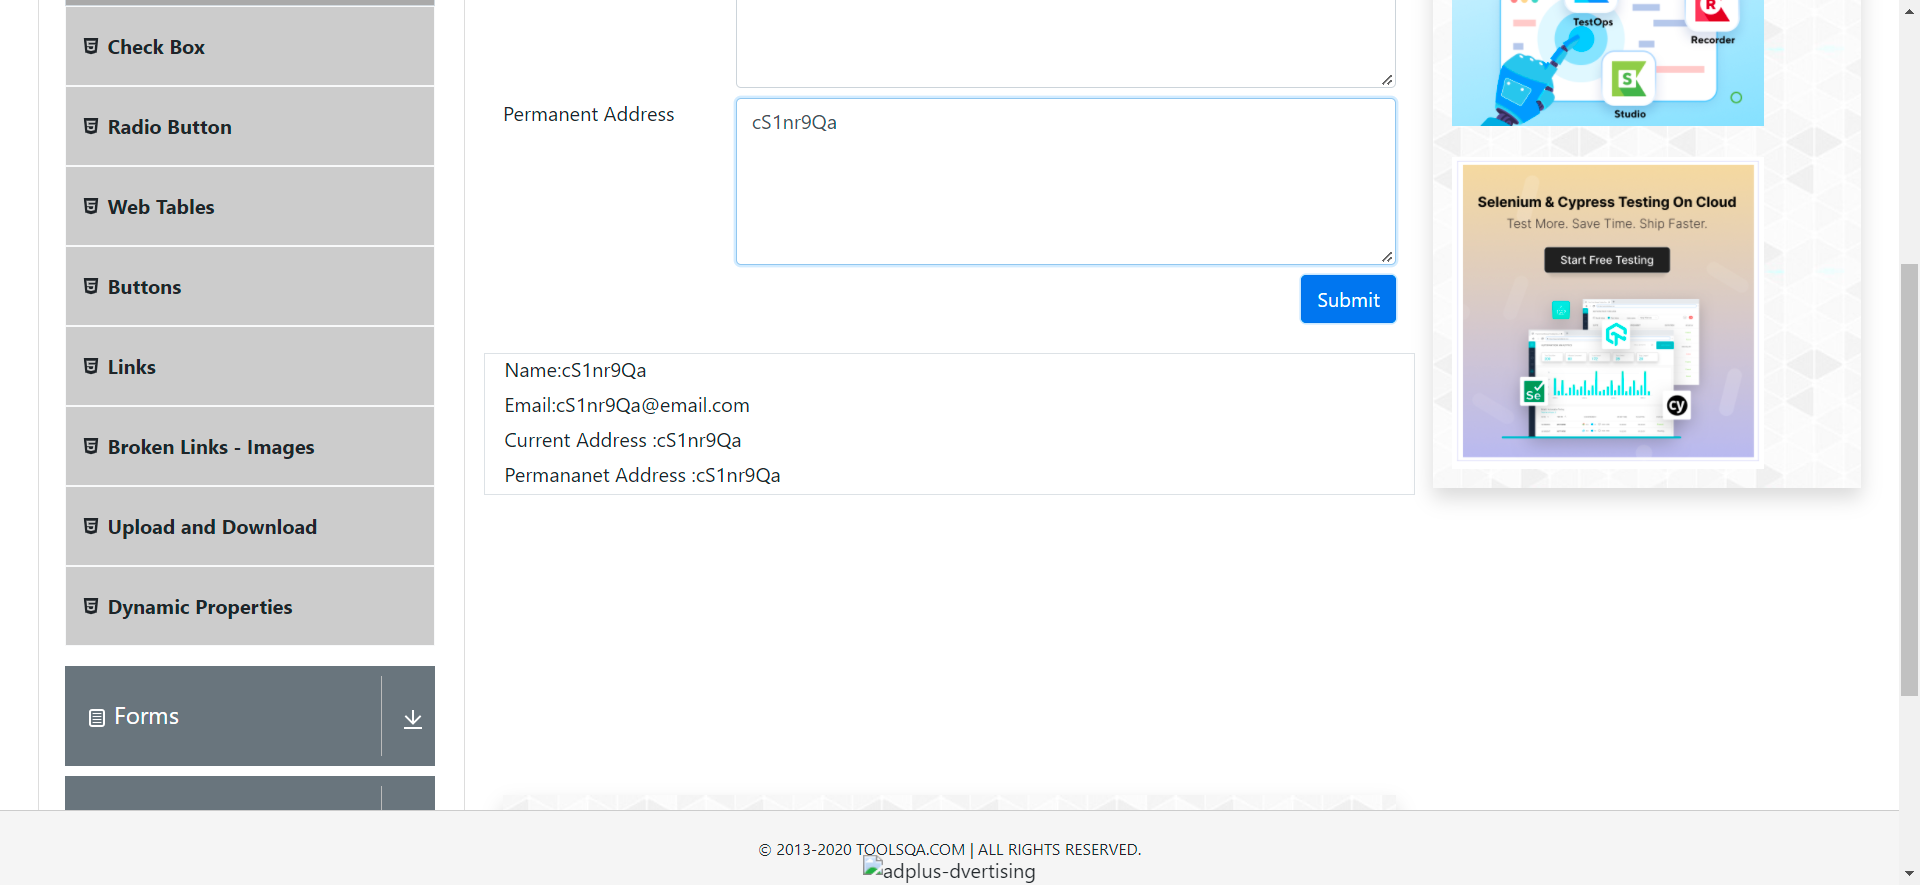 Check Box
Radio Button
Web Tables
Buttons
Links
Broken Links - Images
Upload and Download
Dynamic Properties
Forms
Permanent Address
cS1nr9Qa
Submit
Name:cS1nr9Qa
Email:cS1nr9Qa@email.com
Current Address :cS1nr9Qa
Permananet Address :cS1nr9Qa
TestOps
R
Recorder
S
Studio
Selenium & Cypress Testing On Cloud
Test More. Save Time. Ship Faster.
Start Free Testing
Se
cy
© 2013-2020 TOOLSQA.COM | ALL RIGHTS RESERVED.
adplus-dvertising